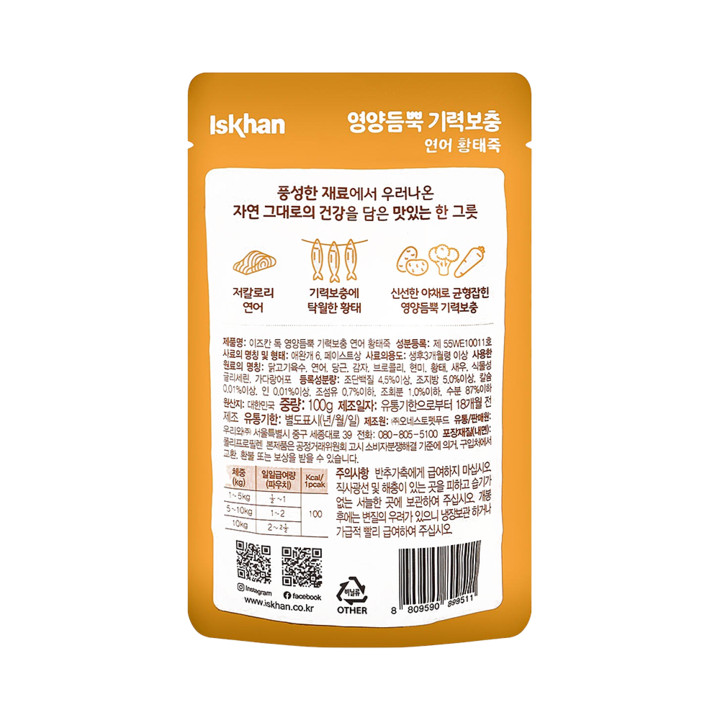 Iskhan
영양듬뿍 기력보충
연어 황태죽
풍성한 재료에서 우러나온
자연 그대로의 건강을 담은 맛있는 한 그릇
저칼로리
연어
기력보충에
탁월한 황태
신선한 야채로 균형잡힌
영양듬뿍 기력보충
제품명: 이즈칸 독 영양듬뿍 기력보충 연어 황태죽 성분등록: 제 55WE10011호
사료의 명칭 및 형태: 애완개 6, 페이스트상 사료의용도: 생후3개월령 이상 사용한
원료의 명칭: 닭고기육수, 연어, 당근, 감자, 브로콜리, 현미, 황태, 새우, 식물성
글리세린, 가다랑어포 등록성분량: 조단백질 4.5%이상, 조지방 5.0%이상, 칼슘
0.01%이상, 인 0.01%이상, 조섬유 0.7%이하, 조회분 1.0%이하, 수분 87%이하
원산지: 대한민국 중량: 100g 제조일자: 유통기한으로부터 18개월 전
제조 유통기한: 별도표시(년/월/일) 제조원: ㈜오네스트펫푸드 유통/판매원:
우리와㈜ 서울특별시 중구 세종대로 39 전화: 080-805-5100 포장재질(내면):
폴리프로필렌 본제품은 공정거래위원회 고시 소비자분쟁해결 기준에 의거, 구입처에서
교환, 환불 또는 보상을 받을 수 있습니다.
체중 (kg) 일일급여량 (파우치) Kcal/ 1pcak
1~5kg ½~1
5~10kg 1~2 100
10kg 2~2½
주의사항 반추가축에게 급여하지 마십시오
직사광선 및 해충이 있는 곳을 피하고 습기가
없는 서늘한 곳에 보관하여 주십시오. 개봉
후에는 변질의 우려가 있으니 냉장보관 하거나
가급적 빨리 급여하여 주십시오.
Instagram
facebook
www.iskhan.co.kr
비닐류
OTHER
8 809590 899511